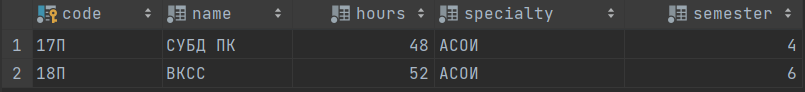 code name hours specialty semester
1 17П СУБД ПК 48 АСОИ 4
2 18П ВКСС 52 АСОИ 6